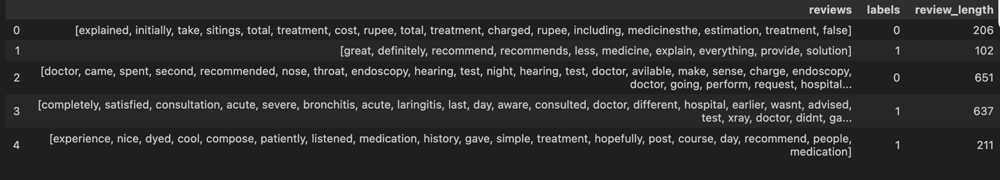 reviews labels review_length
0 [explained, initially, take, sitings, total, treatment, cost, rupee, total, treatment, charged, rupee, including, medicinesthe, estimation, treatment, false] 0 206
1 [great, definitely, recommend, recommends, less, medicine, explain, everything, provide, solution] 1 102
2 [doctor, came, spent, second, recommended, nose, throat, endoscopy, hearing, test, night, hearing, test, doctor, avilable, make, sense, charge, endoscopy, 0 651
doctor, going, perform, request, hospital...
3 [completely, satisfied, consultation, acute, severe, bronchitis, acute, laringitis, last, day, aware, consulted, doctor, different, hospital, earlier, wasnt, advised, 1 637
test, xray, doctor, didnt, ga...
4 [experience, nice, dyed, cool, compose, patiently, listened, medication, history, gave, simple, treatment, hopefully, post, course, day, recommend, people, 1 211
medication]